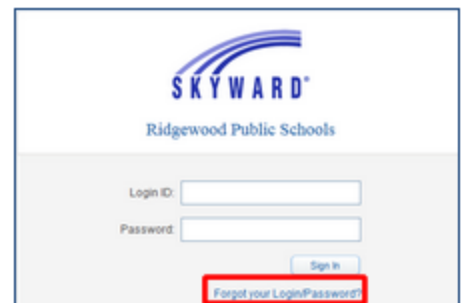 SKYWARD®
Ridgewood Public Schools
Login ID:
Password:
Sign In
Forgot your Login/Password?